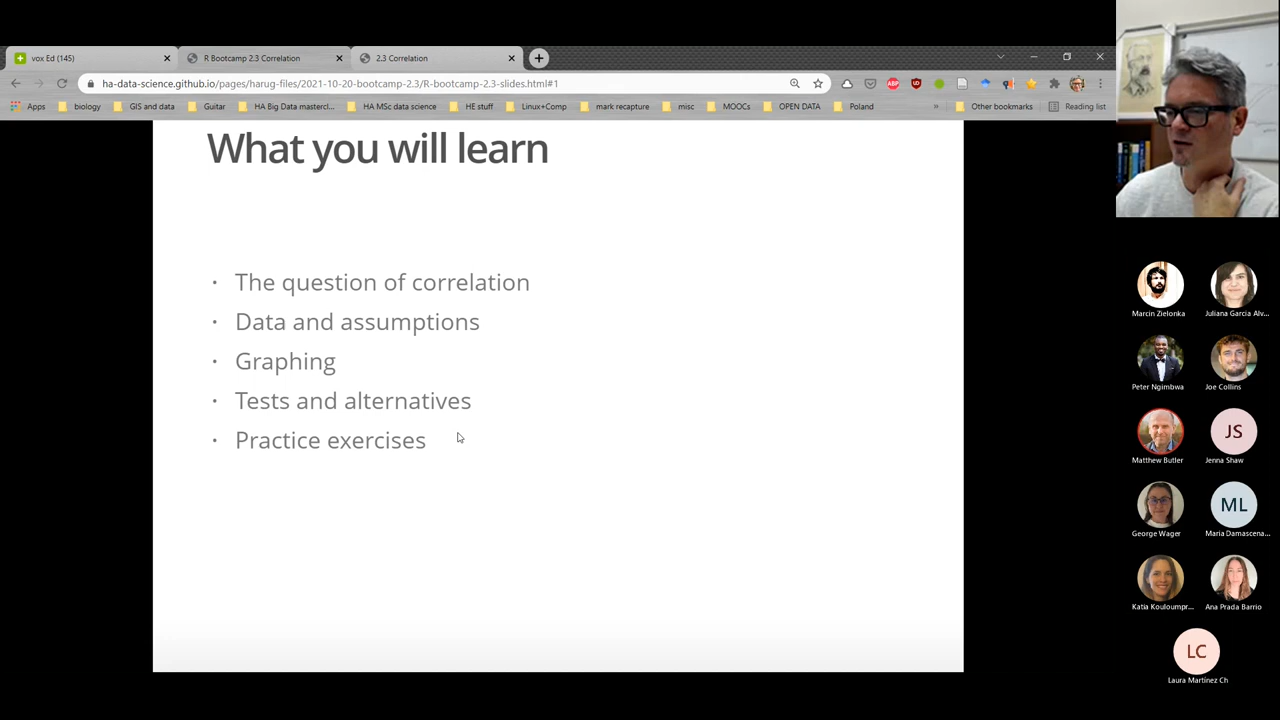 vox Ed (145)
R Bootcamp 2.3 Correlation
2.3 Correlation
ha-data-science.github.io/pages/harug-files/2021-10-20-bootcamp-2.3/R-bootcamp-2.3-slides.html#1
Apps biology GIS and data Guitar HA Big Data mastercl... HA MSc data science HE stuff Linux+Comp mark recapture misc MOOCs OPEN DATA Poland » Other bookmarks Reading list
What you will learn
· The question of correlation
· Data and assumptions
· Graphing
· Tests and alternatives
· Practice exercises
Marcin Zielonka
Juliana Garcia Alv...
Peter Ngimbwa
Joe Collins
JS
Matthew Butler
Jenna Shaw
ML
George Wager
Maria Damascena...
Katia Kouloumpr...
Ana Prada Barrio
LC
Laura Martínez Ch